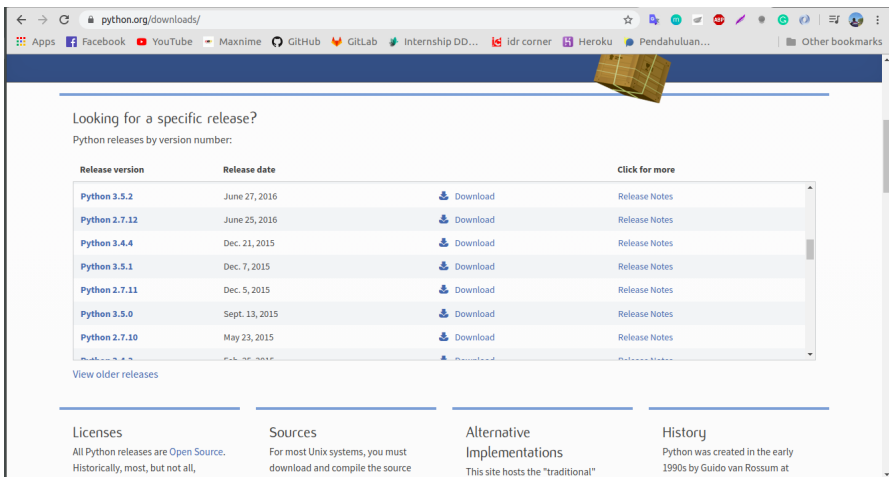 python.org/downloads/
Apps Facebook YouTube Maxnime GitHub GitLab Internship DD... idr corner Heroku Pendahuluan... Other bookmarks
Looking for a specific release?
Python releases by version number:
Release version Release date Click for more
Python 3.5.2 June 27, 2016 Download Release Notes
Python 2.7.12 June 25, 2016 Download Release Notes
Python 3.4.4 Dec. 21, 2015 Download Release Notes
Python 3.5.1 Dec. 7, 2015 Download Release Notes
Python 2.7.11 Dec. 5, 2015 Download Release Notes
Python 3.5.0 Sept. 13, 2015 Download Release Notes
Python 2.7.10 May 23, 2015 Download Release Notes
View older releases
Licenses
All Python releases are Open Source.
Historically, most, but not all,
Sources
For most Unix systems, you must
download and compile the source
Alternative
Implementations
This site hosts the "traditional"
History
Python was created in the early
1990s by Guido van Rossum at